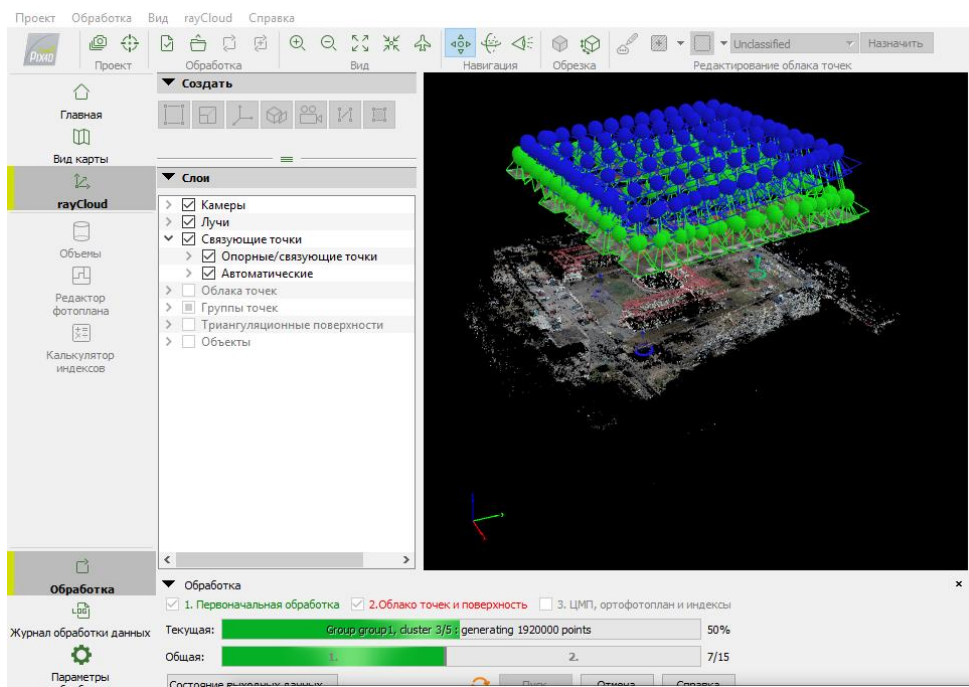 Проект Обработка Вид rayCloud Справка
PIX4D
Unclassified Назначить
Проект Обработка Вид Навигация Обрезка Редактирование облака точек
Главная
Вид карты
rayCloud
Объемы
Редактор
фотоплана
Калькулятор
индексов
Обработка
Журнал обработки данных
Параметры
Создать
Слои
Камеры
Лучи
Связующие точки
Опорные/связующие точки
Автоматические
Облака точек
Группы точек
Триангуляционные поверхности
Объекты
Обработка
1. Первоначальная обработка 2.Облако точек и поверхность 3. ЦМП, ортофотоплан и индексы
Текущая: Group group1, cluster 3/5 : generating 1920000 points 50%
Общая: 1. 2. 7/15
Состояние выходных данных... Пуск Отмена Справка